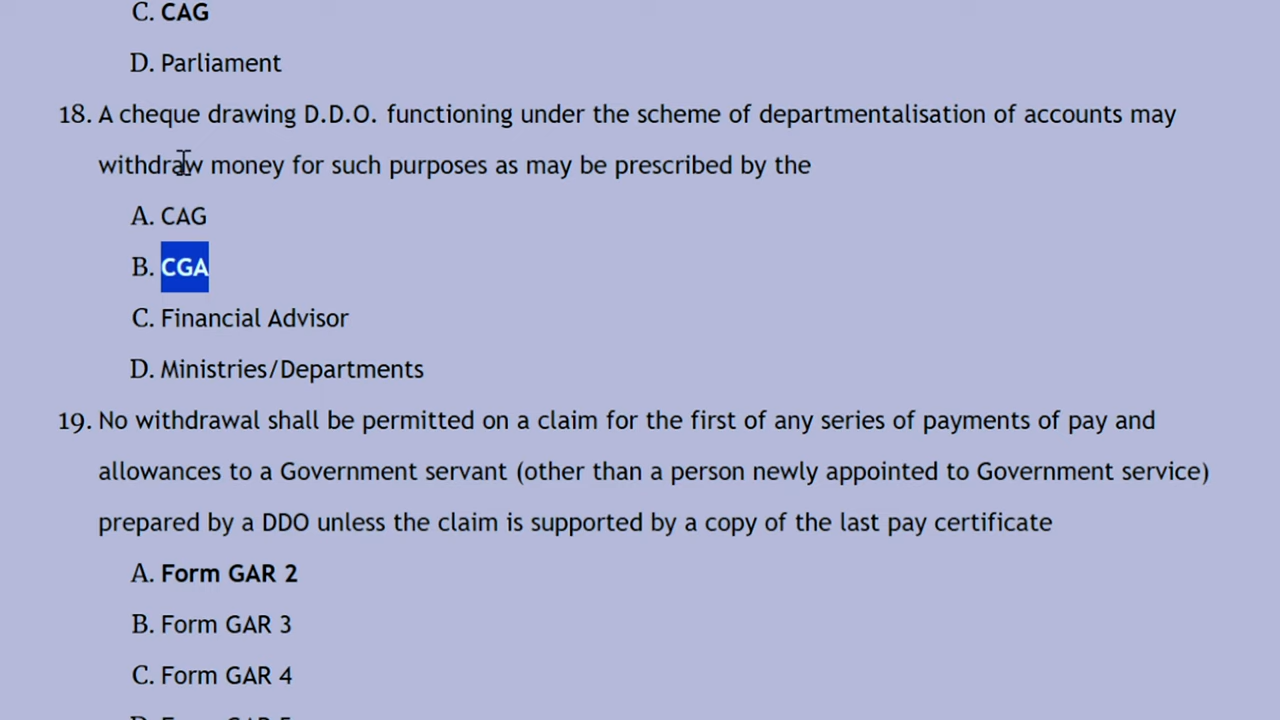 C. CAG
D. Parliament
18. A cheque drawing D.D.O. functioning under the scheme of departmentalisation of accounts may
withdraw money for such purposes as may be prescribed by the
A. CAG
B. CGA
C. Financial Advisor
D. Ministries/Departments
19. No withdrawal shall be permitted on a claim for the first of any series of payments of pay and
allowances to a Government servant (other than a person newly appointed to Government service)
prepared by a DDO unless the claim is supported by a copy of the last pay certificate
A. Form GAR 2
B. Form GAR 3
C. Form GAR 4
D. Form GAR 5